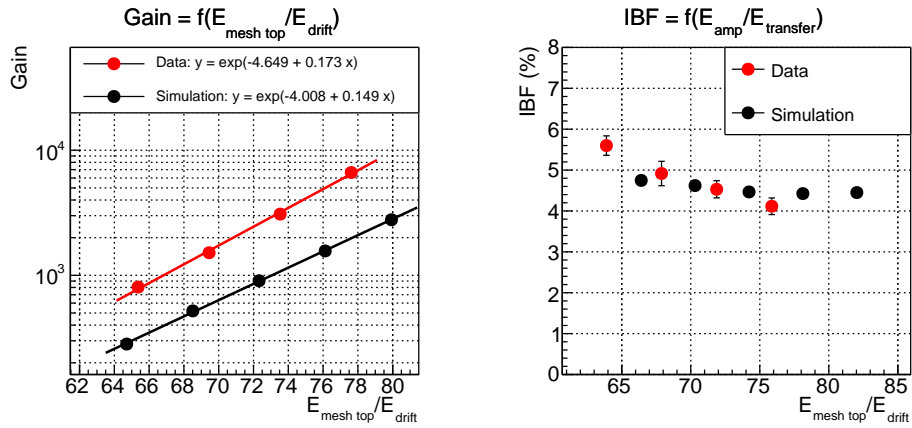 Gain = f(E_mesh top/E_drift)
Gain
Data: y = exp(-4.649 + 0.173 x)
Simulation: y = exp(-4.008 + 0.149 x)
10^4
10^3
62 64 66 68 70 72 74 76 78 80
E_mesh top/E_drift
IBF = f(E_amp/E_transfer)
IBF (%)
Data
Simulation
8
7
6
5
4
3
2
1
0
65 70 75 80 85
E_mesh top/E_drift